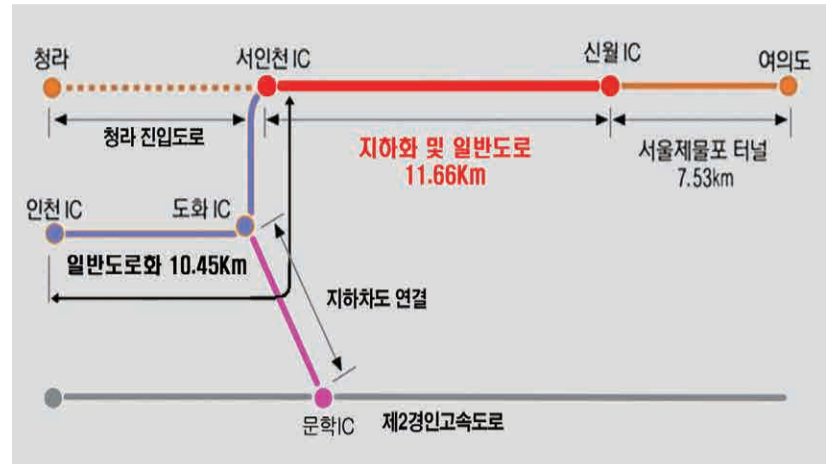 청라
서인천 IC
신월 IC
여의도
청라 진입도로
지하화 및 일반도로
11.66Km
서울제물포 터널
7.53km
인천 IC
도화 IC
일반도로화 10.45Km
지하차도 연결
문학IC
제2경인고속도로